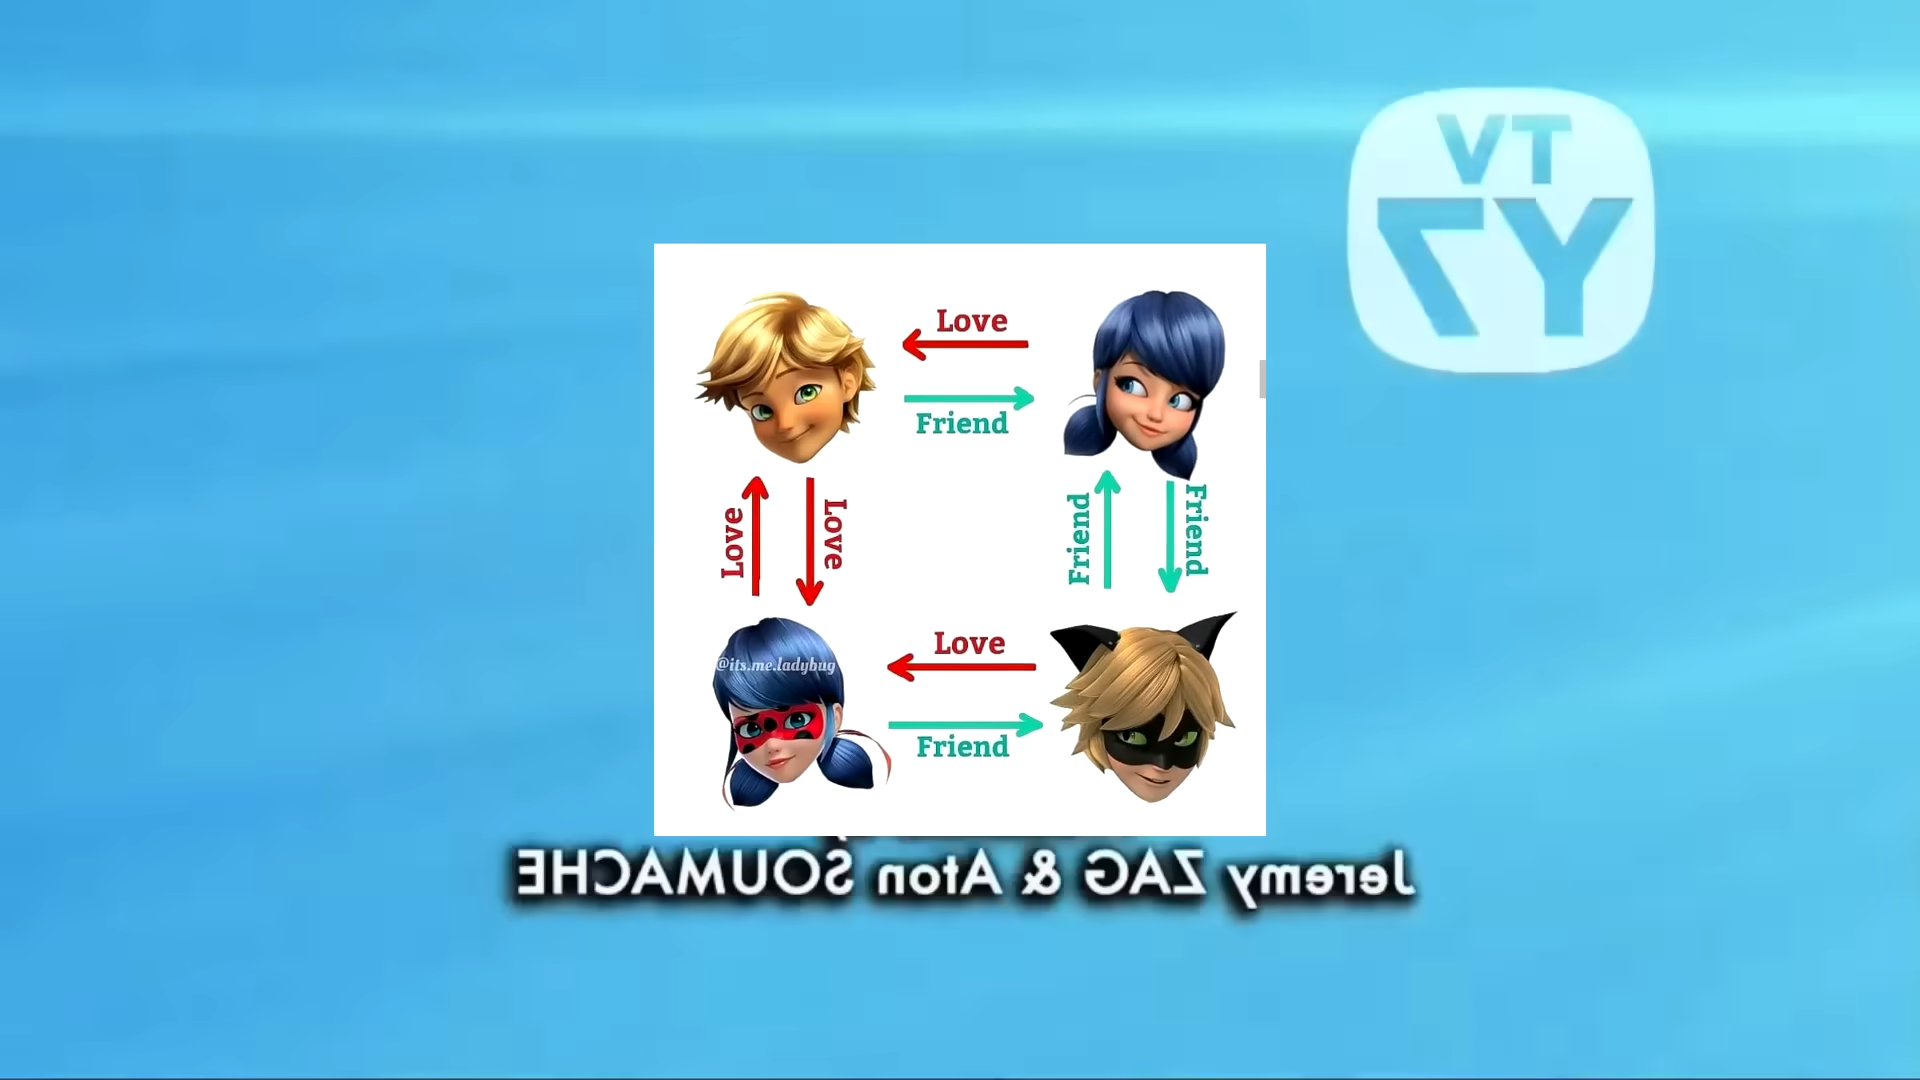 TV
Y7
Love
Friend
Love
Love
Friend
Friend
Love
@its.me.ladybug
Friend
Jeremy ZAG & Aton SOUMACHE